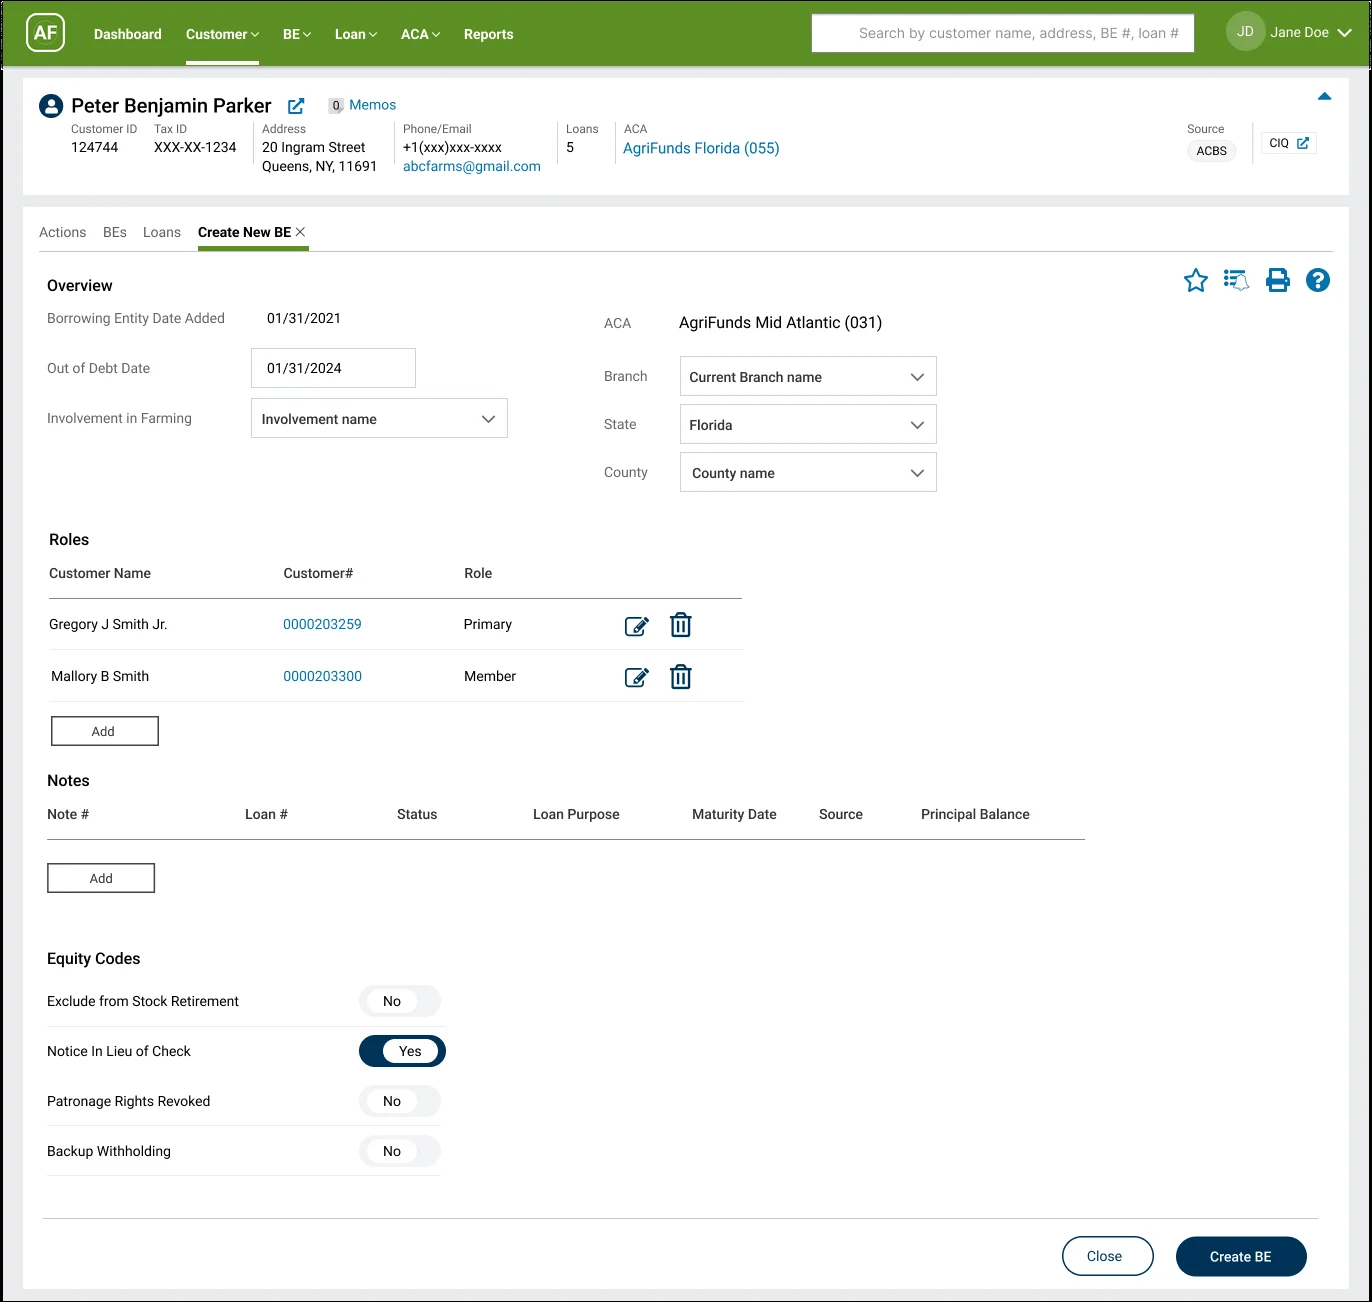 AF
Dashboard Customer BE Loan ACA Reports
Search by customer name, address, BE #, loan #
JD Jane Doe
Peter Benjamin Parker
0 Memos
Customer ID Tax ID Address Phone/Email Loans ACA Source
124744 XXX-XX-1234 20 Ingram Street +1(xxx)xxx-xxxx 5 AgriFunds Florida (055) ACBS CIQ
Queens, NY, 11691 abcfarms@gmail.com
Actions BEs Loans Create New BE
Overview
Borrowing Entity Date Added 01/31/2021
ACA AgriFunds Mid Atlantic (031)
Out of Debt Date 01/31/2024
Branch Current Branch name
Involvement in Farming Involvement name
State Florida
County County name
Roles
Customer Name Customer# Role
Gregory J Smith Jr. 0000203259 Primary
Mallory B Smith 0000203300 Member
Add
Notes
Note # Loan # Status Loan Purpose Maturity Date Source Principal Balance
Add
Equity Codes
Exclude from Stock Retirement No
Notice In Lieu of Check Yes
Patronage Rights Revoked No
Backup Withholding No
Close Create BE